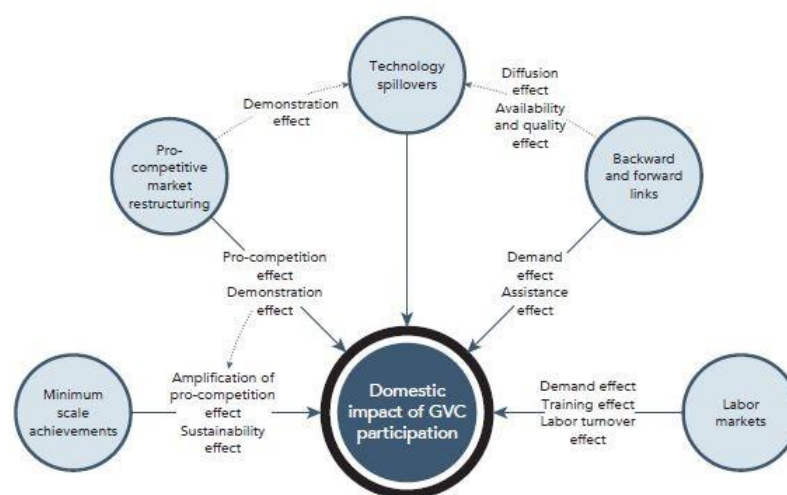 Technology
spillovers
Demonstration
effect
Diffusion
effect
Availability
and quality
effect
Pro-
competitive
market
restructuring
Backward
and forward
links
Pro-competition
effect
Demonstration
effect
Demand
effect
Assistance
effect
Minimum
scale
achievements
Amplification of
pro-competition
effect
Sustainability
effect
Domestic
impact of GVC
participation
Demand effect
Training effect
Labor turnover
effect
Labor
markets